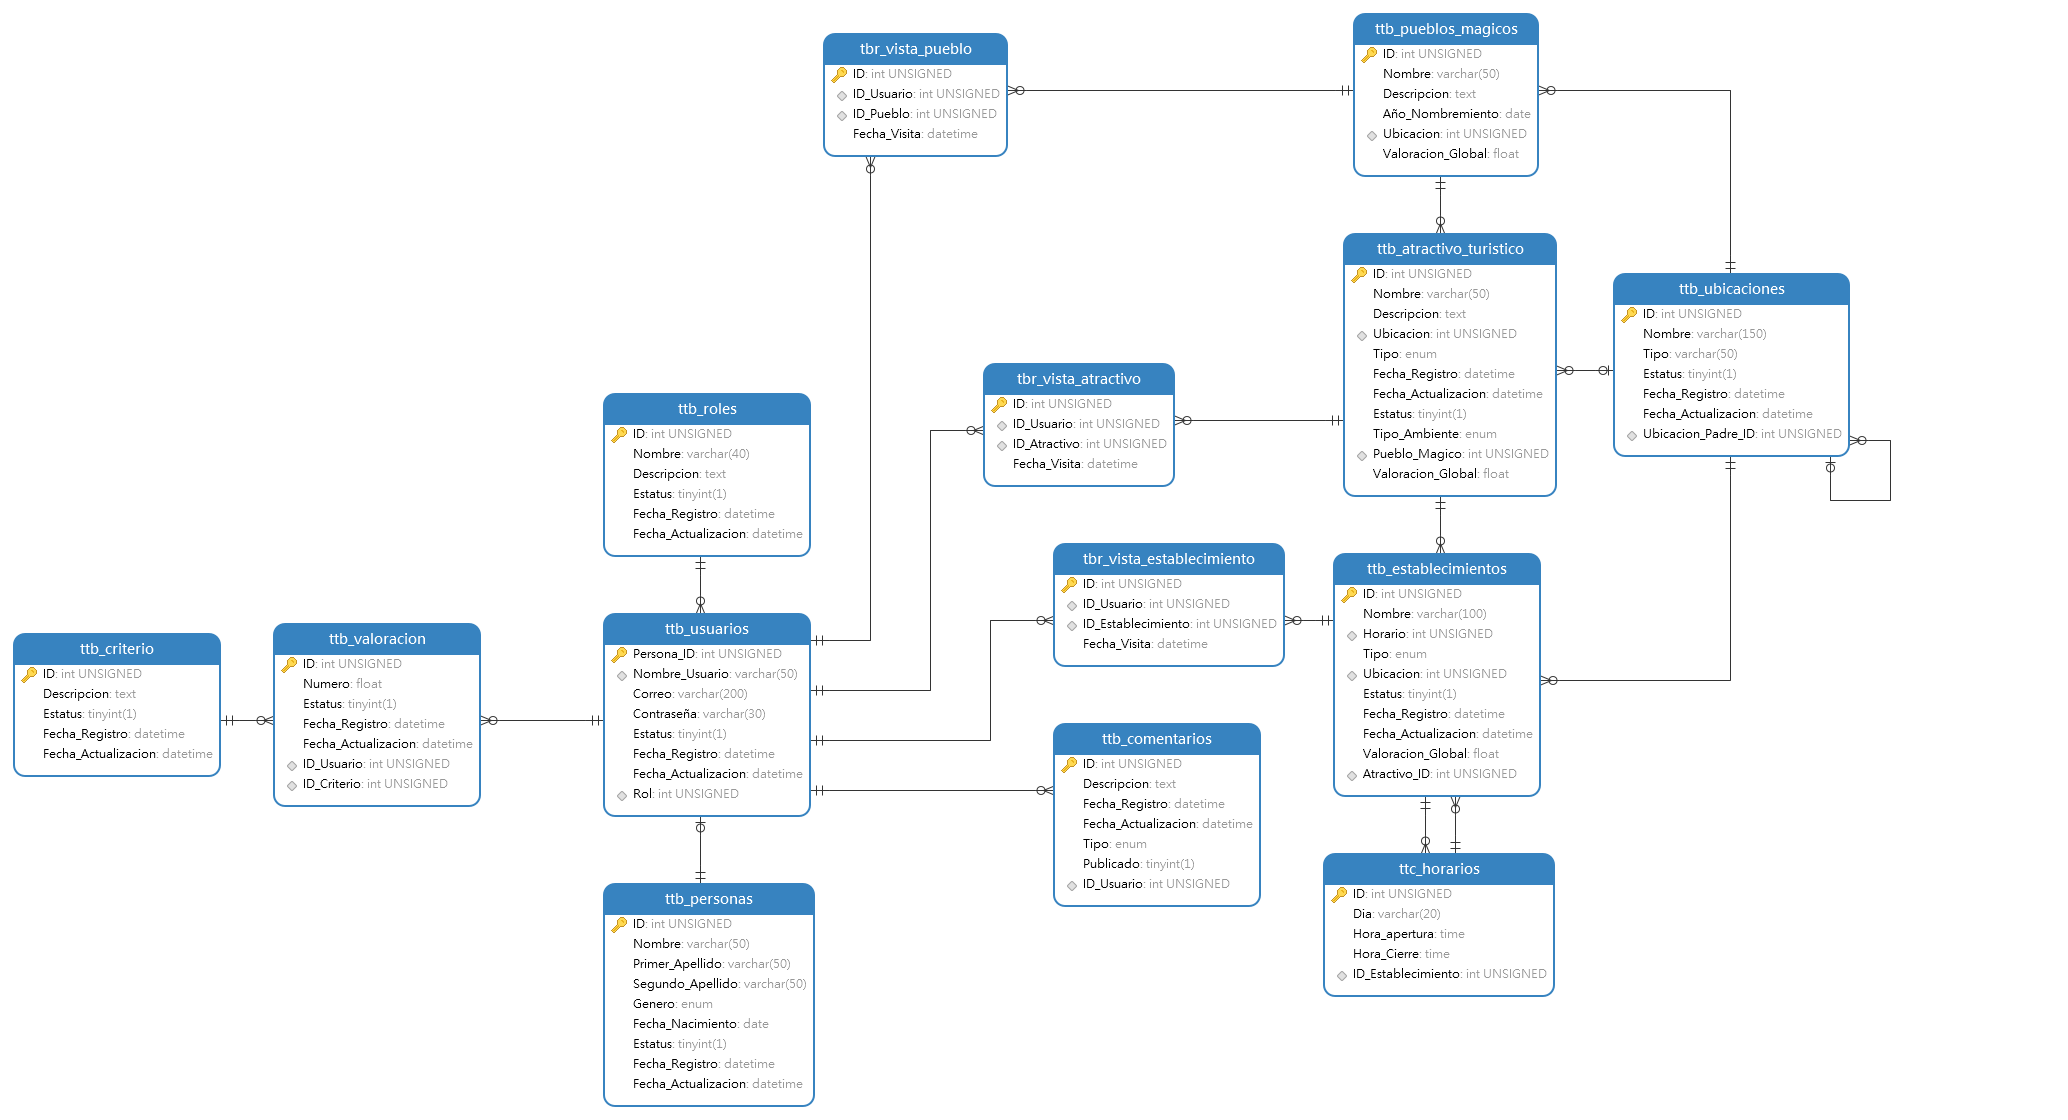 tbr_vista_pueblo
ID: int UNSIGNED
ID_Usuario: int UNSIGNED
ID_Pueblo: int UNSIGNED
Fecha_Visita: datetime
ttb_pueblos_magicos
ID: int UNSIGNED
Nombre: varchar(50)
Descripcion: text
Año_Nombremiento: date
Ubicacion: int UNSIGNED
Valoracion_Global: float
ttb_atractivo_turistico
ID: int UNSIGNED
Nombre: varchar(50)
Descripcion: text
Ubicacion: int UNSIGNED
Tipo: enum
Fecha_Registro: datetime
Fecha_Actualizacion: datetime
Estatus: tinyint(1)
Tipo_Ambiente: enum
Pueblo_Magico: int UNSIGNED
Valoracion_Global: float
ttb_ubicaciones
ID: int UNSIGNED
Nombre: varchar(150)
Tipo: varchar(50)
Estatus: tinyint(1)
Fecha_Registro: datetime
Fecha_Actualizacion: datetime
Ubicacion_Padre_ID: int UNSIGNED
tbr_vista_atractivo
ID: int UNSIGNED
ID_Usuario: int UNSIGNED
ID_Atractivo: int UNSIGNED
Fecha_Visita: datetime
ttb_roles
ID: int UNSIGNED
Nombre: varchar(40)
Descripcion: text
Estatus: tinyint(1)
Fecha_Registro: datetime
Fecha_Actualizacion: datetime
tbr_vista_establecimiento
ID: int UNSIGNED
ID_Usuario: int UNSIGNED
ID_Establecimiento: int UNSIGNED
Fecha_Visita: datetime
ttb_establecimientos
ID: int UNSIGNED
Nombre: varchar(100)
Horario: int UNSIGNED
Tipo: enum
Ubicacion: int UNSIGNED
Estatus: tinyint(1)
Fecha_Registro: datetime
Fecha_Actualizacion: datetime
Valoracion_Global: float
Atractivo_ID: int UNSIGNED
ttb_criterio
ID: int UNSIGNED
Descripcion: text
Estatus: tinyint(1)
Fecha_Registro: datetime
Fecha_Actualizacion: datetime
ttb_valoracion
ID: int UNSIGNED
Numero: float
Estatus: tinyint(1)
Fecha_Registro: datetime
Fecha_Actualizacion: datetime
ID_Usuario: int UNSIGNED
ID_Criterio: int UNSIGNED
ttb_usuarios
Persona_ID: int UNSIGNED
Nombre_Usuario: varchar(50)
Correo: varchar(200)
Contraseña: varchar(30)
Estatus: tinyint(1)
Fecha_Registro: datetime
Fecha_Actualizacion: datetime
Rol: int UNSIGNED
ttb_comentarios
ID: int UNSIGNED
Descripcion: text
Fecha_Registro: datetime
Fecha_Actualizacion: datetime
Tipo: enum
Publicado: tinyint(1)
ID_Usuario: int UNSIGNED
ttc_horarios
ID: int UNSIGNED
Dia: varchar(20)
Hora_apertura: time
Hora_Cierre: time
ID_Establecimiento: int UNSIGNED
ttb_personas
ID: int UNSIGNED
Nombre: varchar(50)
Primer_Apellido: varchar(50)
Segundo_Apellido: varchar(50)
Genero: enum
Fecha_Nacimiento: date
Estatus: tinyint(1)
Fecha_Registro: datetime
Fecha_Actualizacion: datetime